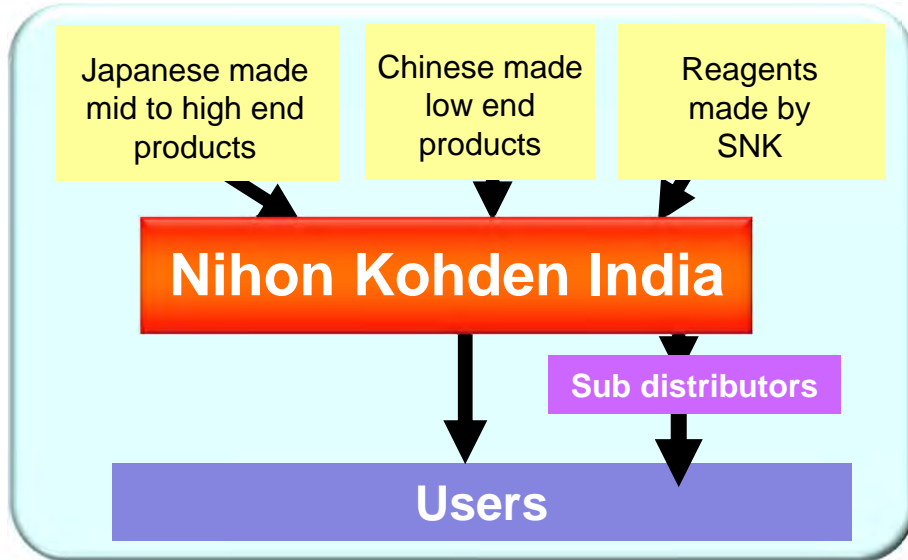 Japanese made
mid to high end
products
Chinese made
low end
products
Reagents
made by
SNK
Nihon Kohden India
Sub distributors
Users